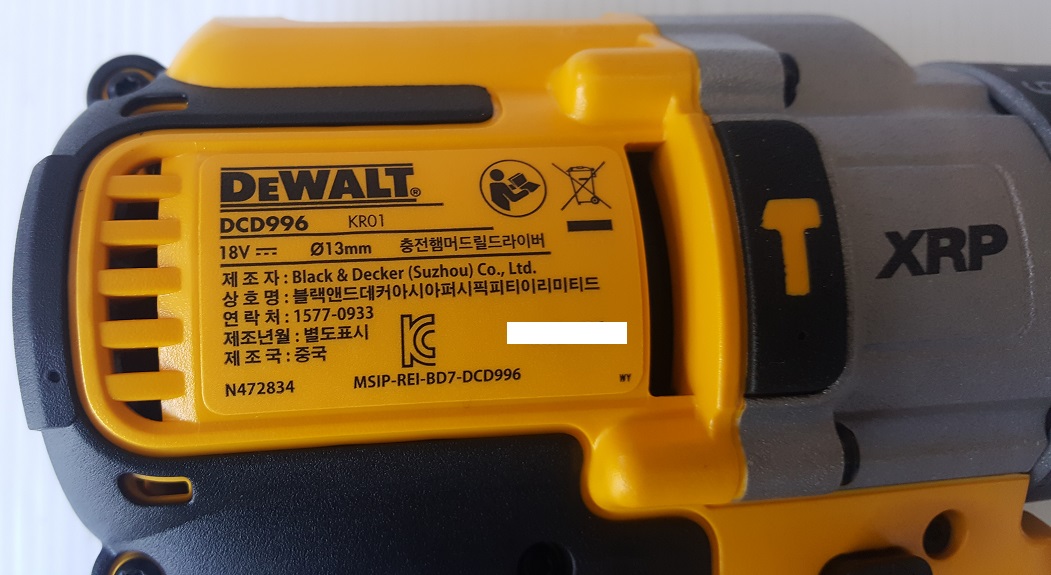 DEWALT®
DCD996 KR01
18V Ø13mm 충전햄머드릴드라이버
제 조 자 : Black & Decker (Suzhou) Co., Ltd.
상 호 명 : 블랙앤드데커아시아퍼시픽피티이리미티드
연 락 처 : 1577-0933
제조년월 : 별도표시
제 조 국 : 중국
N472834
MSIP-REI-BD7-DCD996
WY
XRP